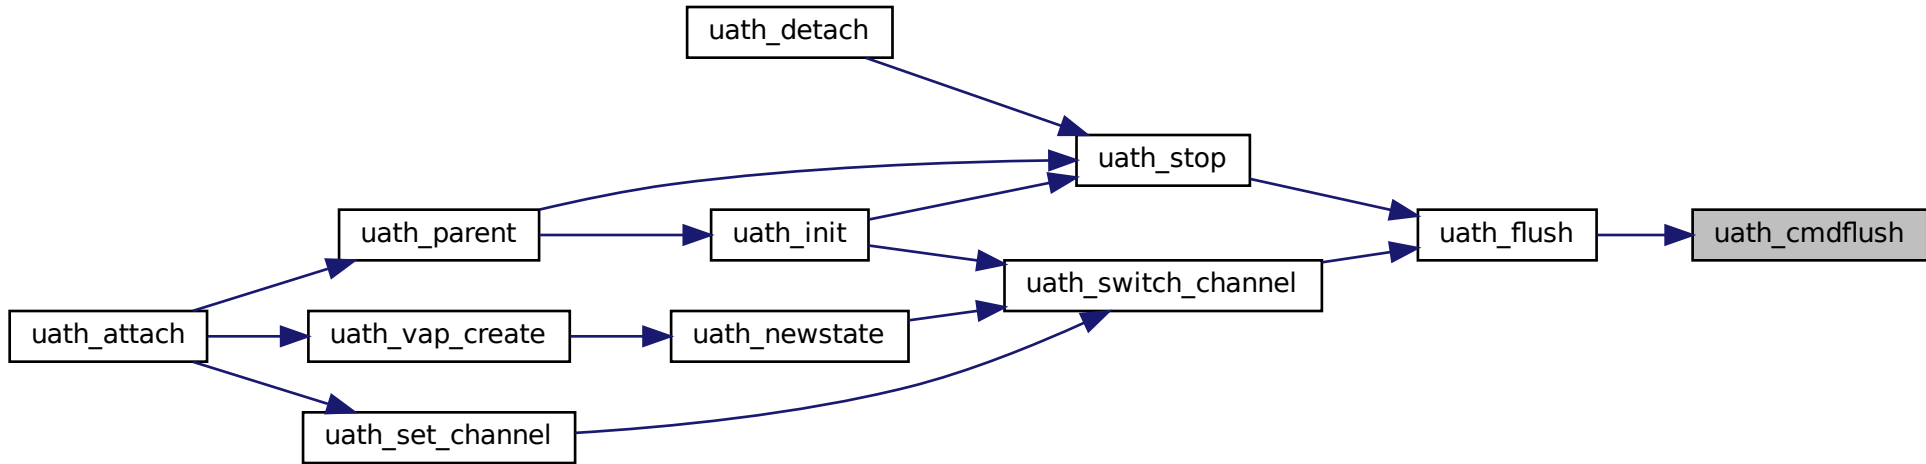 uath_detach
uath_stop
uath_parent
uath_init
uath_flush
uath_cmdflush
uath_switch_channel
uath_attach
uath_vap_create
uath_newstate
uath_set_channel